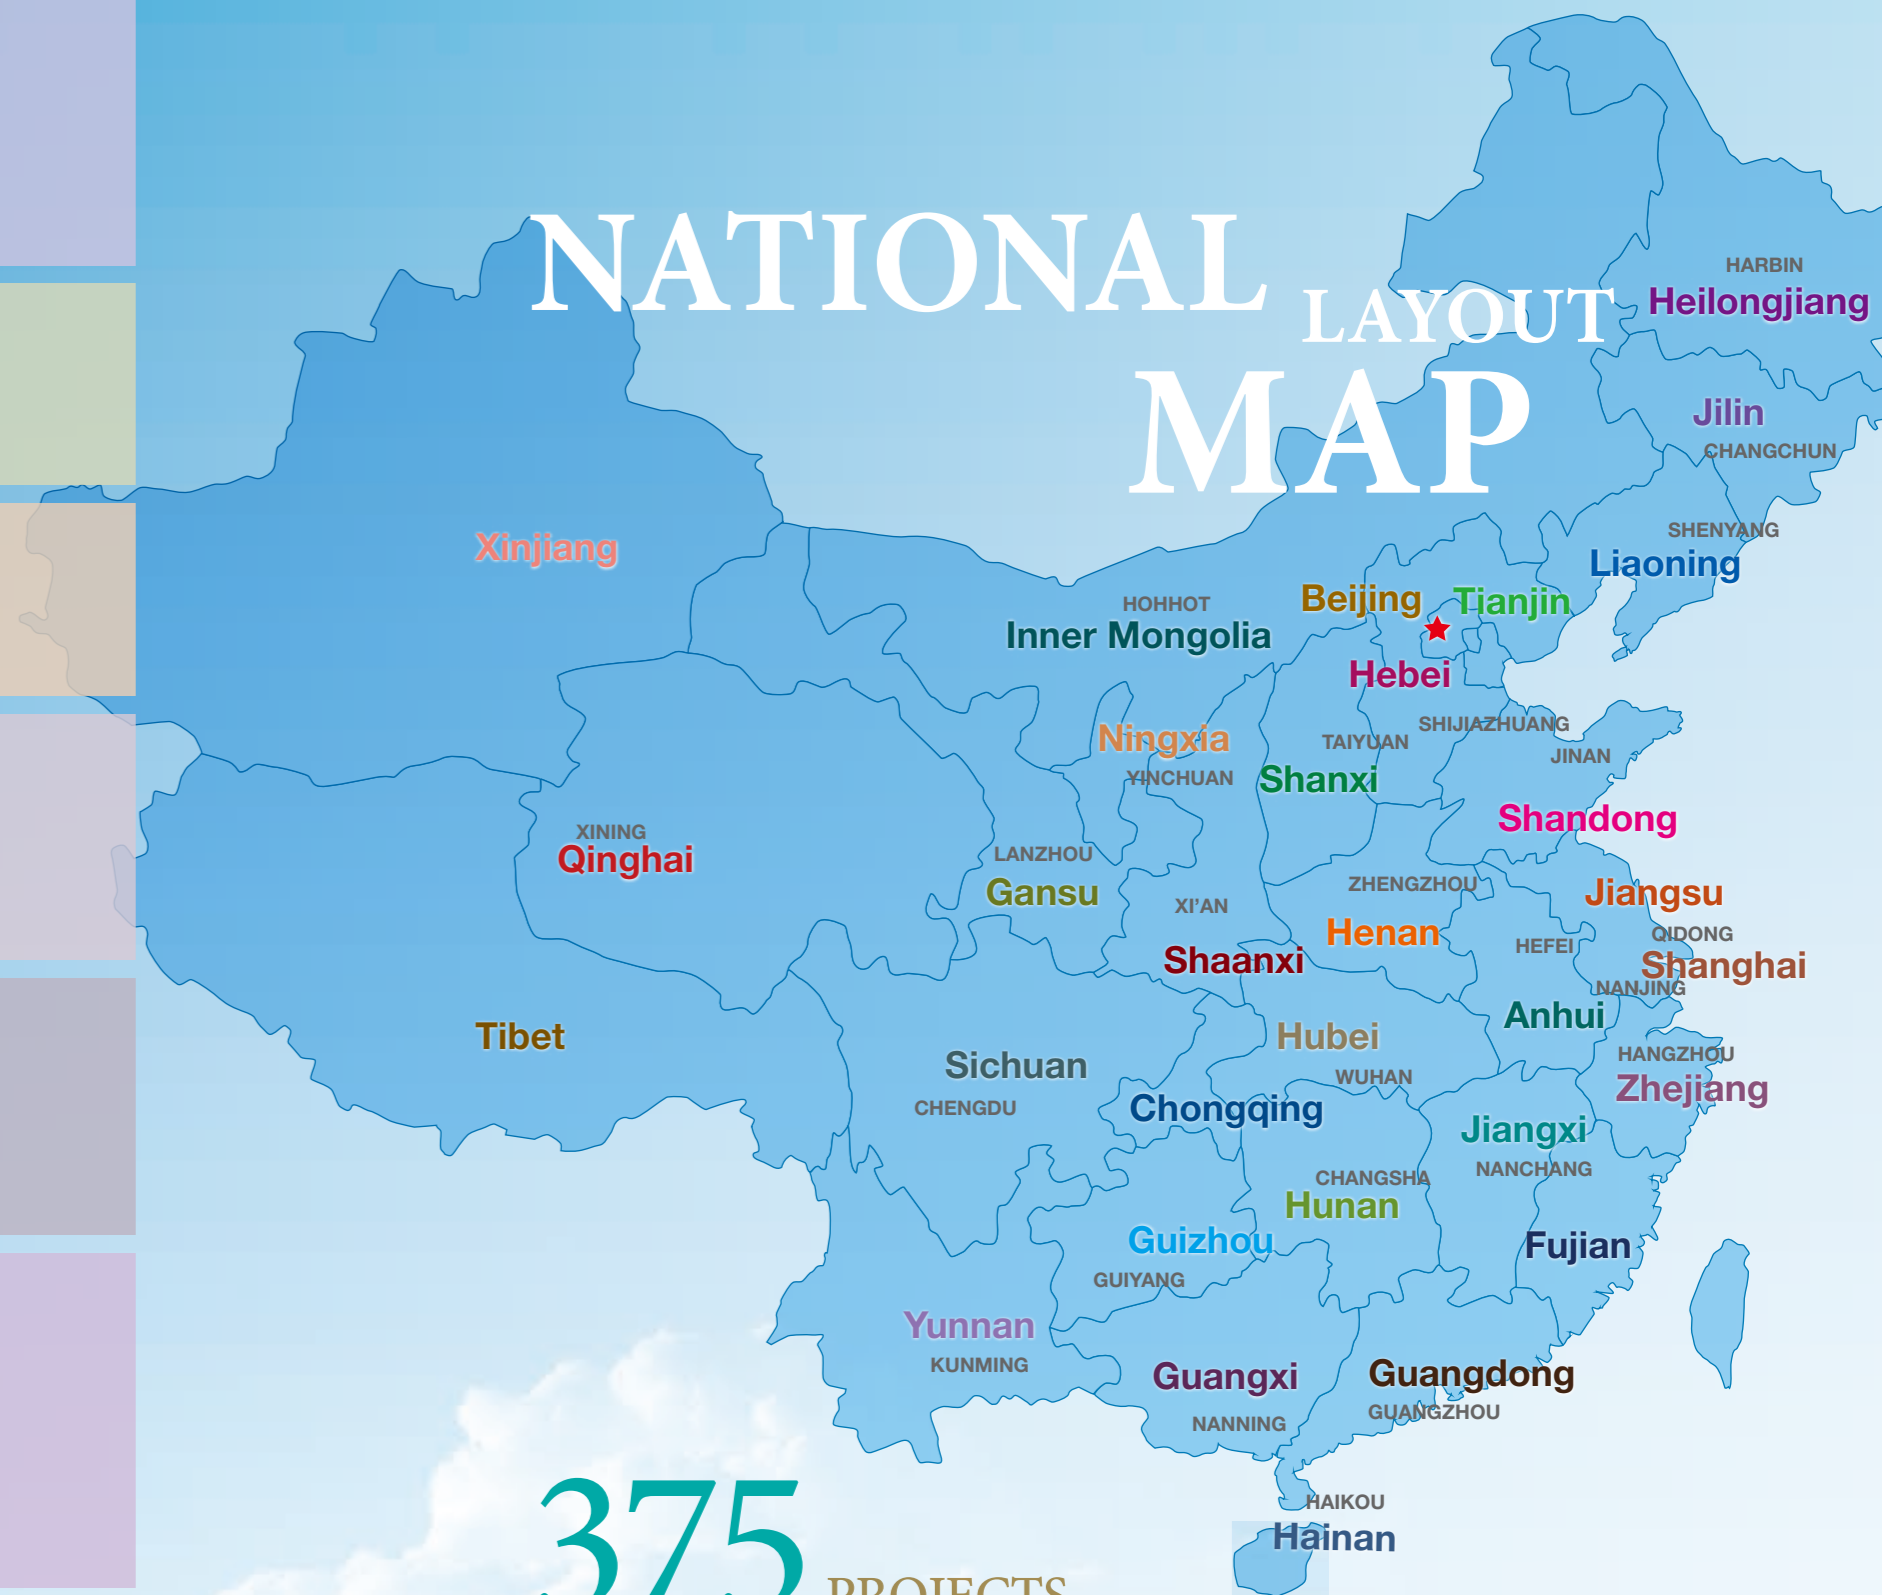 NATIONAL
LAYOUT
MAP
HARBIN
Heilongjiang
Jilin
CHANGCHUN
SHENYANG
Liaoning
Xinjiang
Beijing
Tianjin
HOHHOT
Inner Mongolia
Hebei
SHIJIAZHUANG
Ningxia
YINCHUAN
TAIYUAN
Shanxi
JINAN
Shandong
XINING
Qinghai
LANZHOU
Gansu
XI’AN
Shaanxi
ZHENGZHOU
Henan
Jiangsu
QIDONG
HEFEI
Shanghai
NANJING
Anhui
Tibet
Sichuan
CHENGDU
Hubei
WUHAN
HANGZHOU
Zhejiang
Chongqing
Jiangxi
NANCHANG
CHANGSHA
Hunan
Guizhou
GUIYANG
Fujian
Yunnan
KUNMING
Guangxi
NANNING
Guangdong
GUANGZHOU
HAIKOU
Hainan
375 PROJECTS